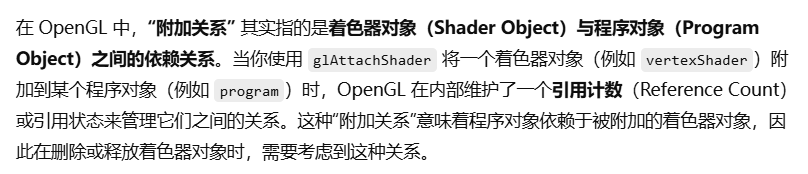 在 OpenGL 中，“附加关系” 其实指的是着色器对象（Shader Object）与程序对象（Program
Object）之间的依赖关系。当你使用 glAttachShader 将一个着色器对象（例如 vertexShader）附
加到某个程序对象（例如 program）时，OpenGL 在内部维护了一个引用计数（Reference Count）
或引用状态来管理它们之间的关系。这种“附加关系”意味着程序对象依赖于被附加的着色器对象，因
此在删除或释放着色器对象时，需要考虑到这种关系。